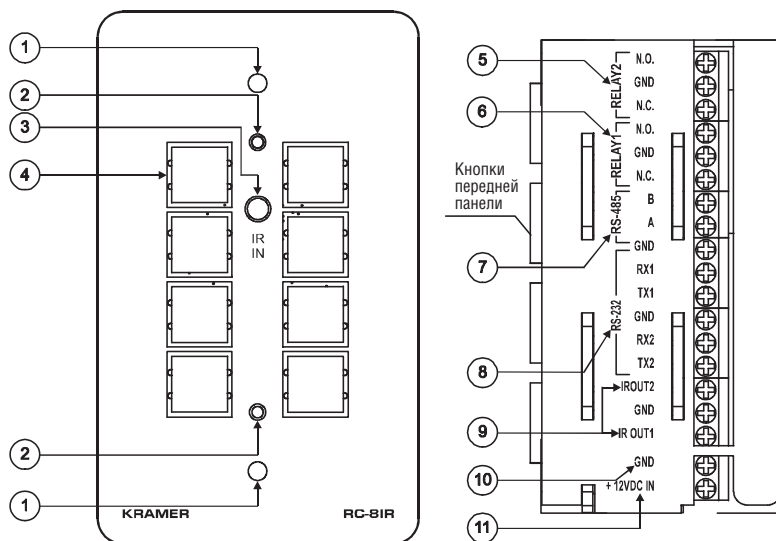 1
2
3
4
IR
IN
2
1
KRAMER
RC-8IR
5
6
Кнопки
передней
панели
7
8
9
10
11
RELAY2
N.O.
GND
N.C.
RELAY1
N.O.
GND
N.C.
RS-485
B
A
GND
RS-232
RX1
TX1
GND
RX2
TX2
IROUT2
GND
IR OUT1
GND
+ 12VDC IN